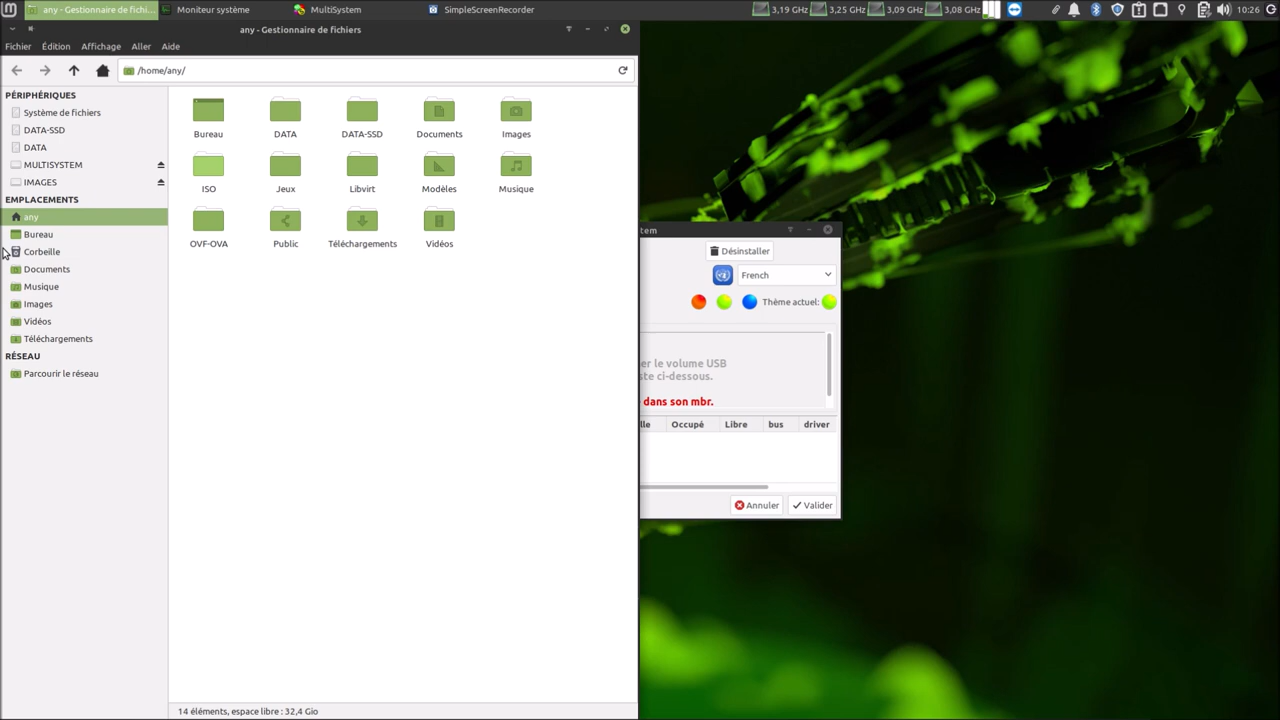 any - Gestionnaire de fichi...
Moniteur système
MultiSystem
SimpleScreenRecorder
3,19 GHz
3,25 GHz
3,09 GHz
3,08 GHz
10:26
any - Gestionnaire de fichiers
Fichier Édition Affichage Aller Aide
/home/any/
PÉRIPHÉRIQUES
Système de fichiers
DATA-SSD
DATA
MULTISYSTEM
IMAGES
EMPLACEMENTS
any
Bureau
Corbeille
Documents
Musique
Images
Vidéos
Téléchargements
RÉSEAU
Parcourir le réseau
Bureau DATA DATA-SSD Documents Images
ISO Jeux Libvirt Modèles Musique
OVF-OVA Public Téléchargements Vidéos
14 éléments, espace libre : 32,4 Gio
tem
Désinstaller
French
Thème actuel:
er le volume USB
ste ci-dessous.
dans son mbr.
lle Occupé Libre bus driver
Annuler Valider